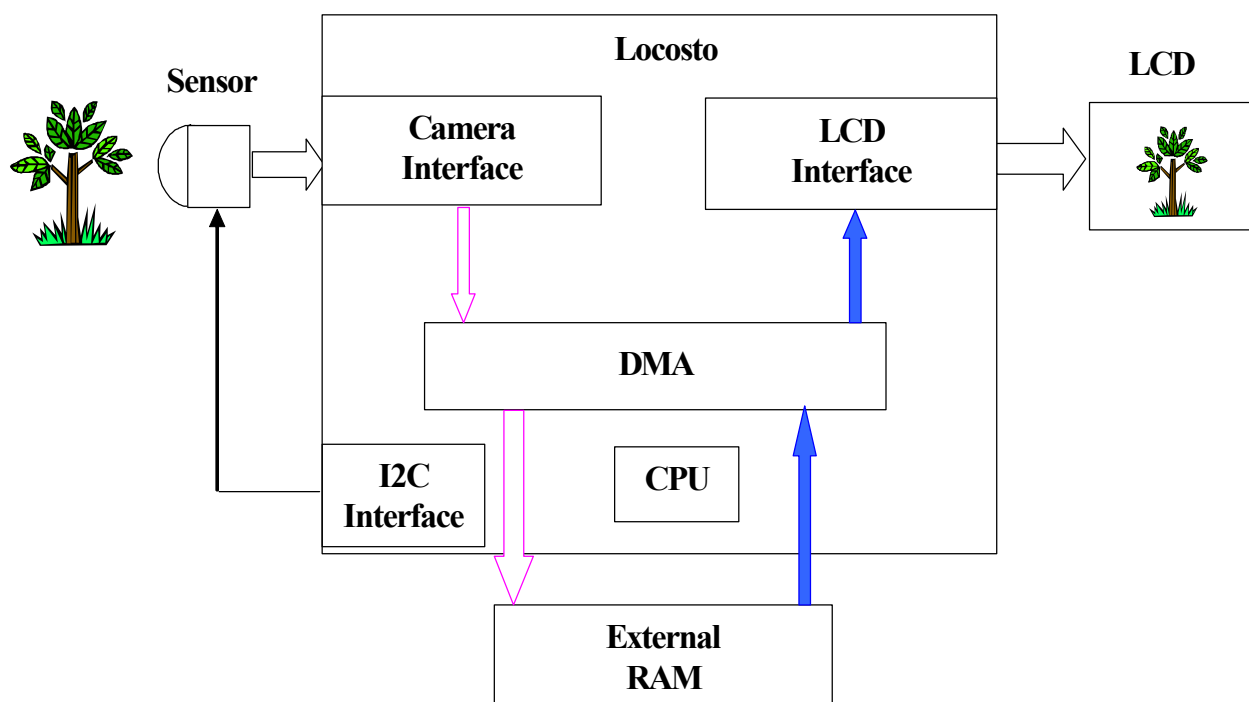 Locosto
Sensor
LCD
Camera
Interface
LCD
Interface
DMA
I2C
Interface
CPU
External
RAM